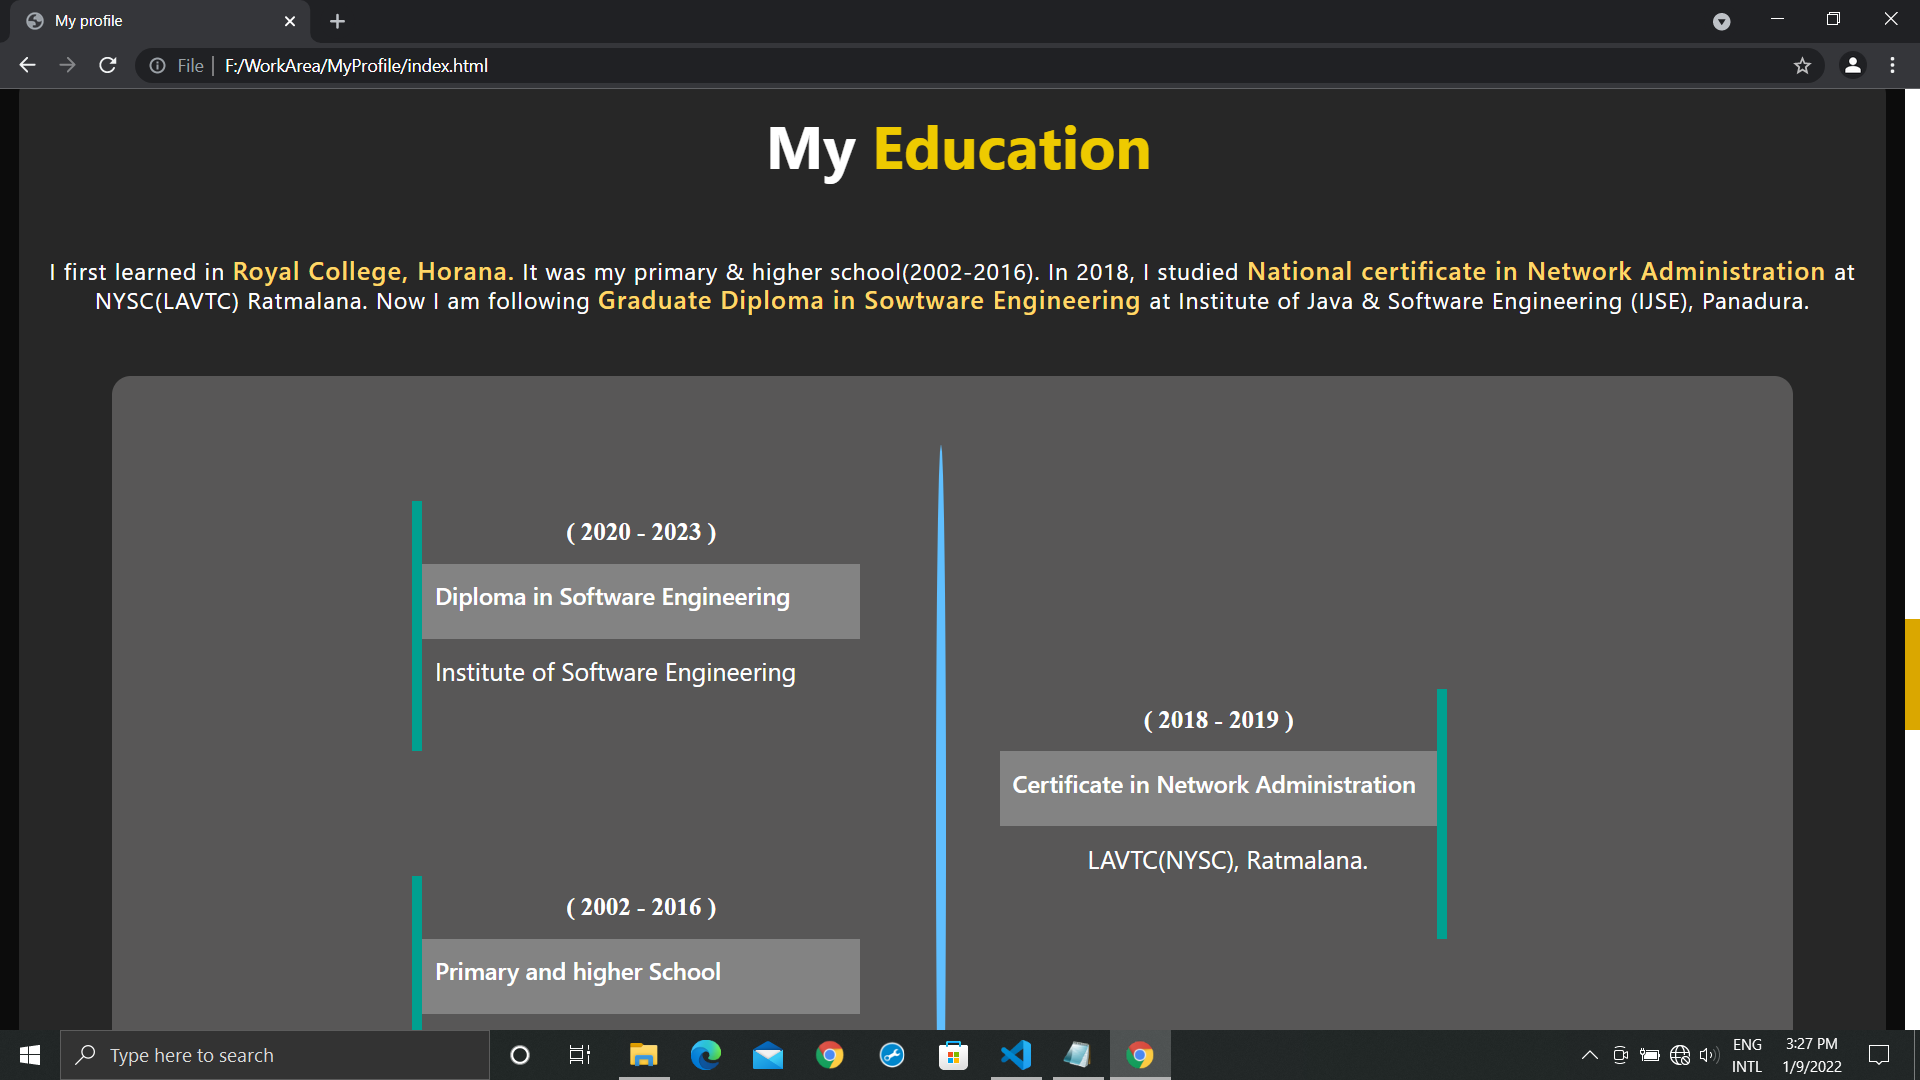 My profile
File
F:/WorkArea/MyProfile/index.html
My Education
I first learned in Royal College, Horana. It was my primary & higher school(2002-2016). In 2018, I studied National certificate in Network Administration at
NYSC(LAVTC) Ratmalana. Now I am following Graduate Diploma in Sowtware Engineering at Institute of Java & Software Engineering (IJSE), Panadura.
( 2020 - 2023 )
Diploma in Software Engineering
Institute of Software Engineering
( 2018 - 2019 )
Certificate in Network Administration
LAVTC(NYSC), Ratmalana.
( 2002 - 2016 )
Primary and higher School
Type here to search
ENG
INTL
3:27 PM
1/9/2022